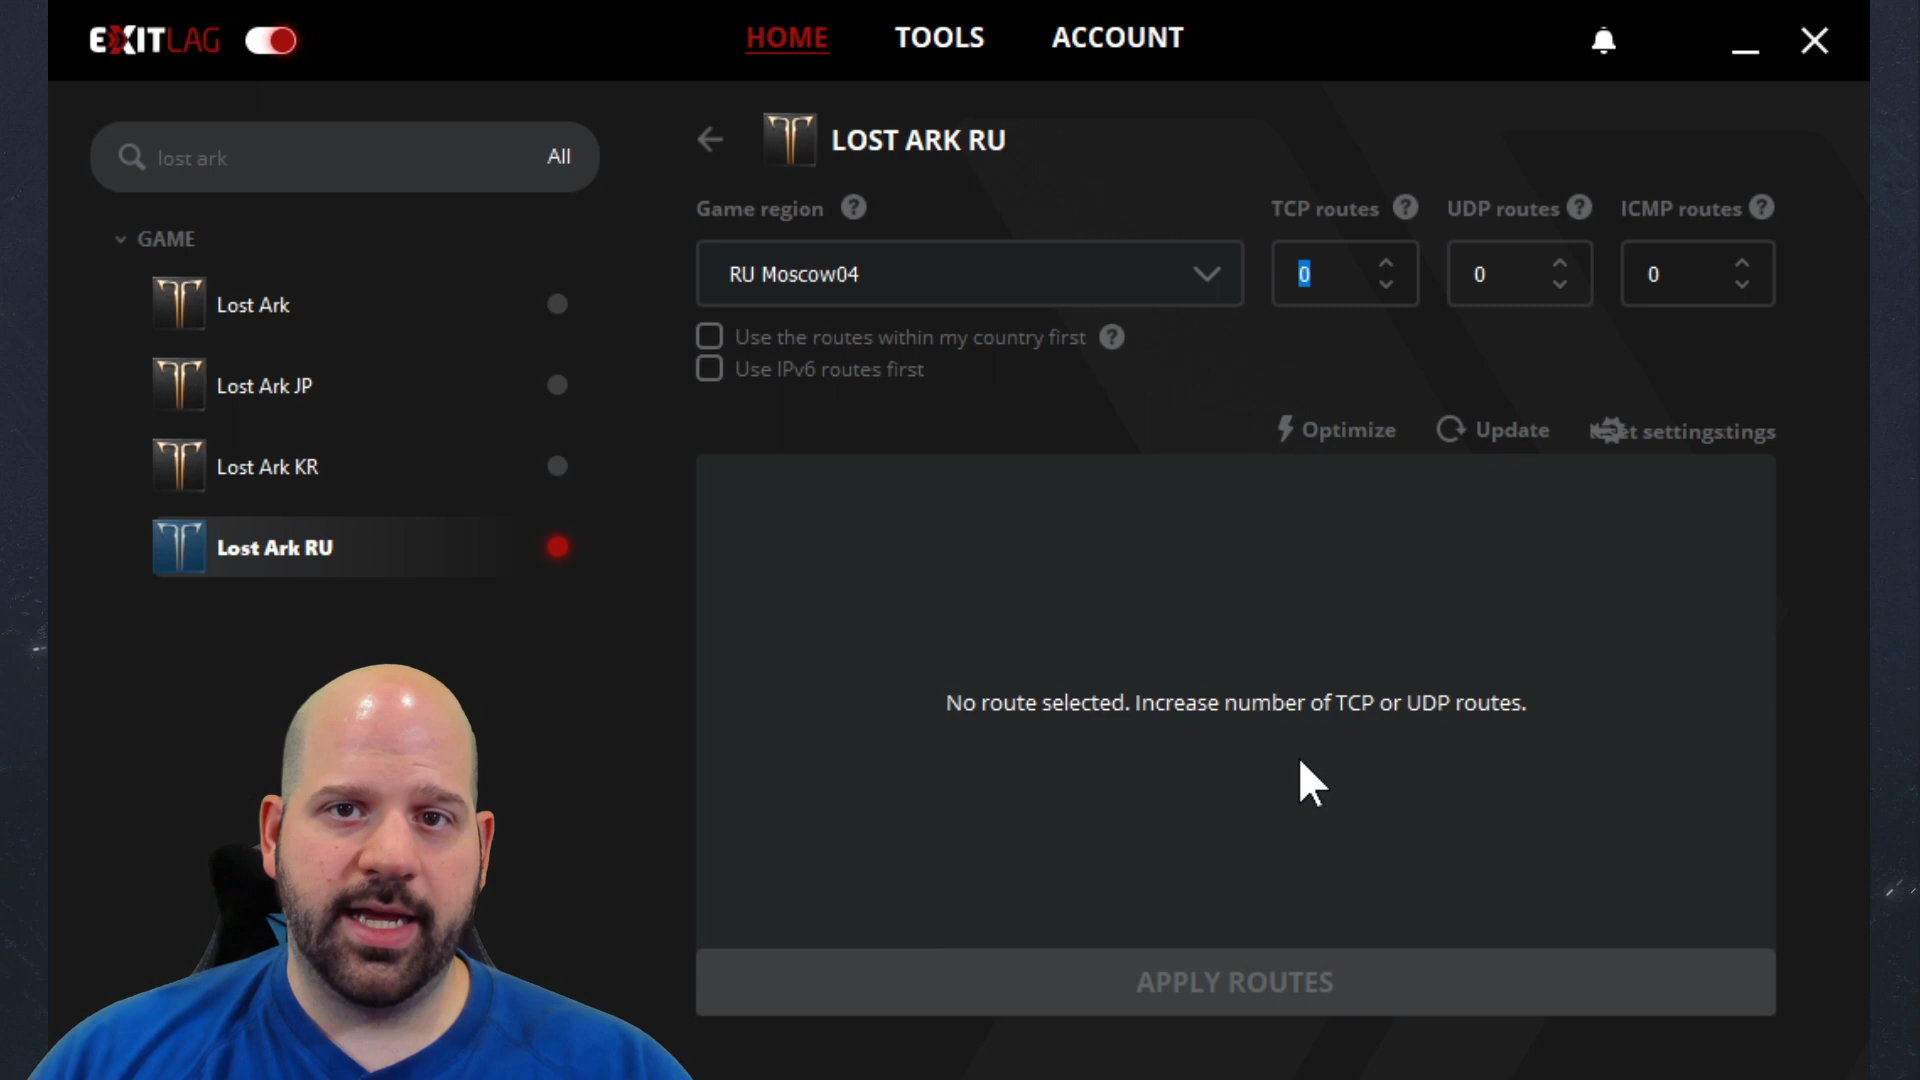 EXITLAG
HOME
TOOLS
ACCOUNT
lost ark
All
GAME
Lost Ark
Lost Ark JP
Lost Ark KR
Lost Ark RU
LOST ARK RU
Game region ?
TCP routes ?
UDP routes ?
ICMP routes ?
RU Moscow04
0
0
0
Use the routes within my country first ?
Use IPv6 routes first
Optimize
Update
No route selected. Increase number of TCP or UDP routes.
APPLY ROUTES